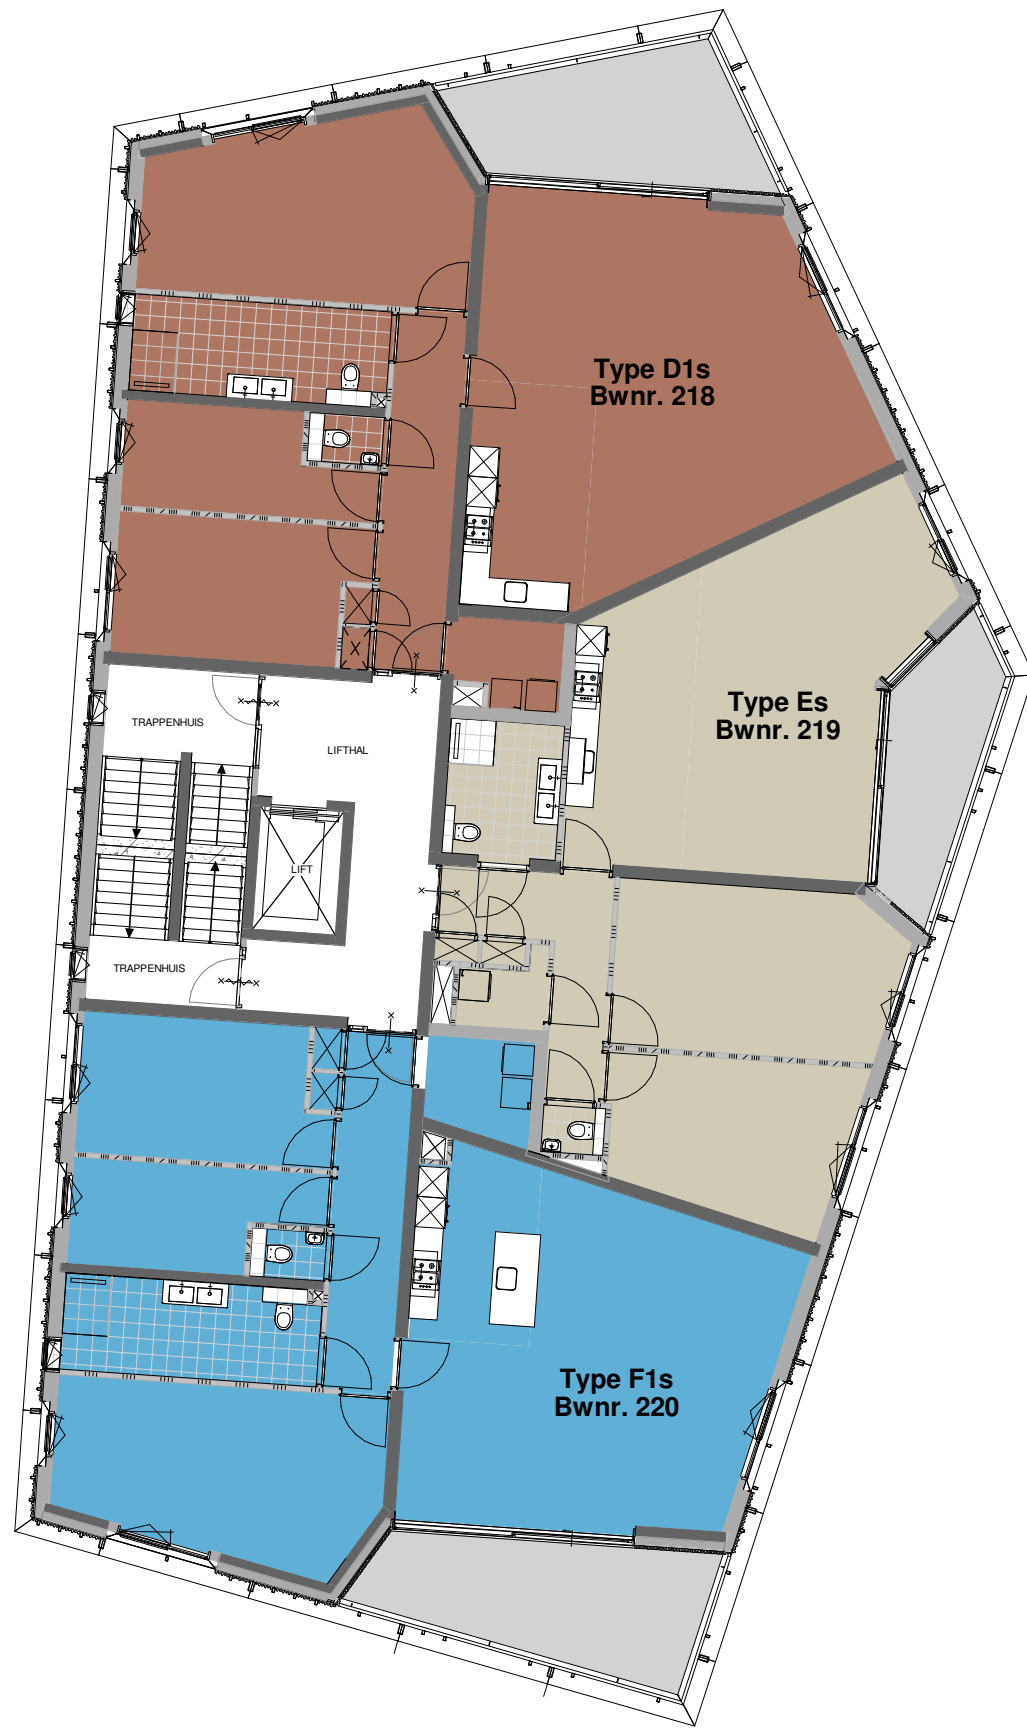 Type D1s
Bwnr. 218
Type Es
Bwnr. 219
TRAPPENHUIS
LIFTHAL
LIFT
TRAPPENHUIS
Type F1s
Bwnr. 220